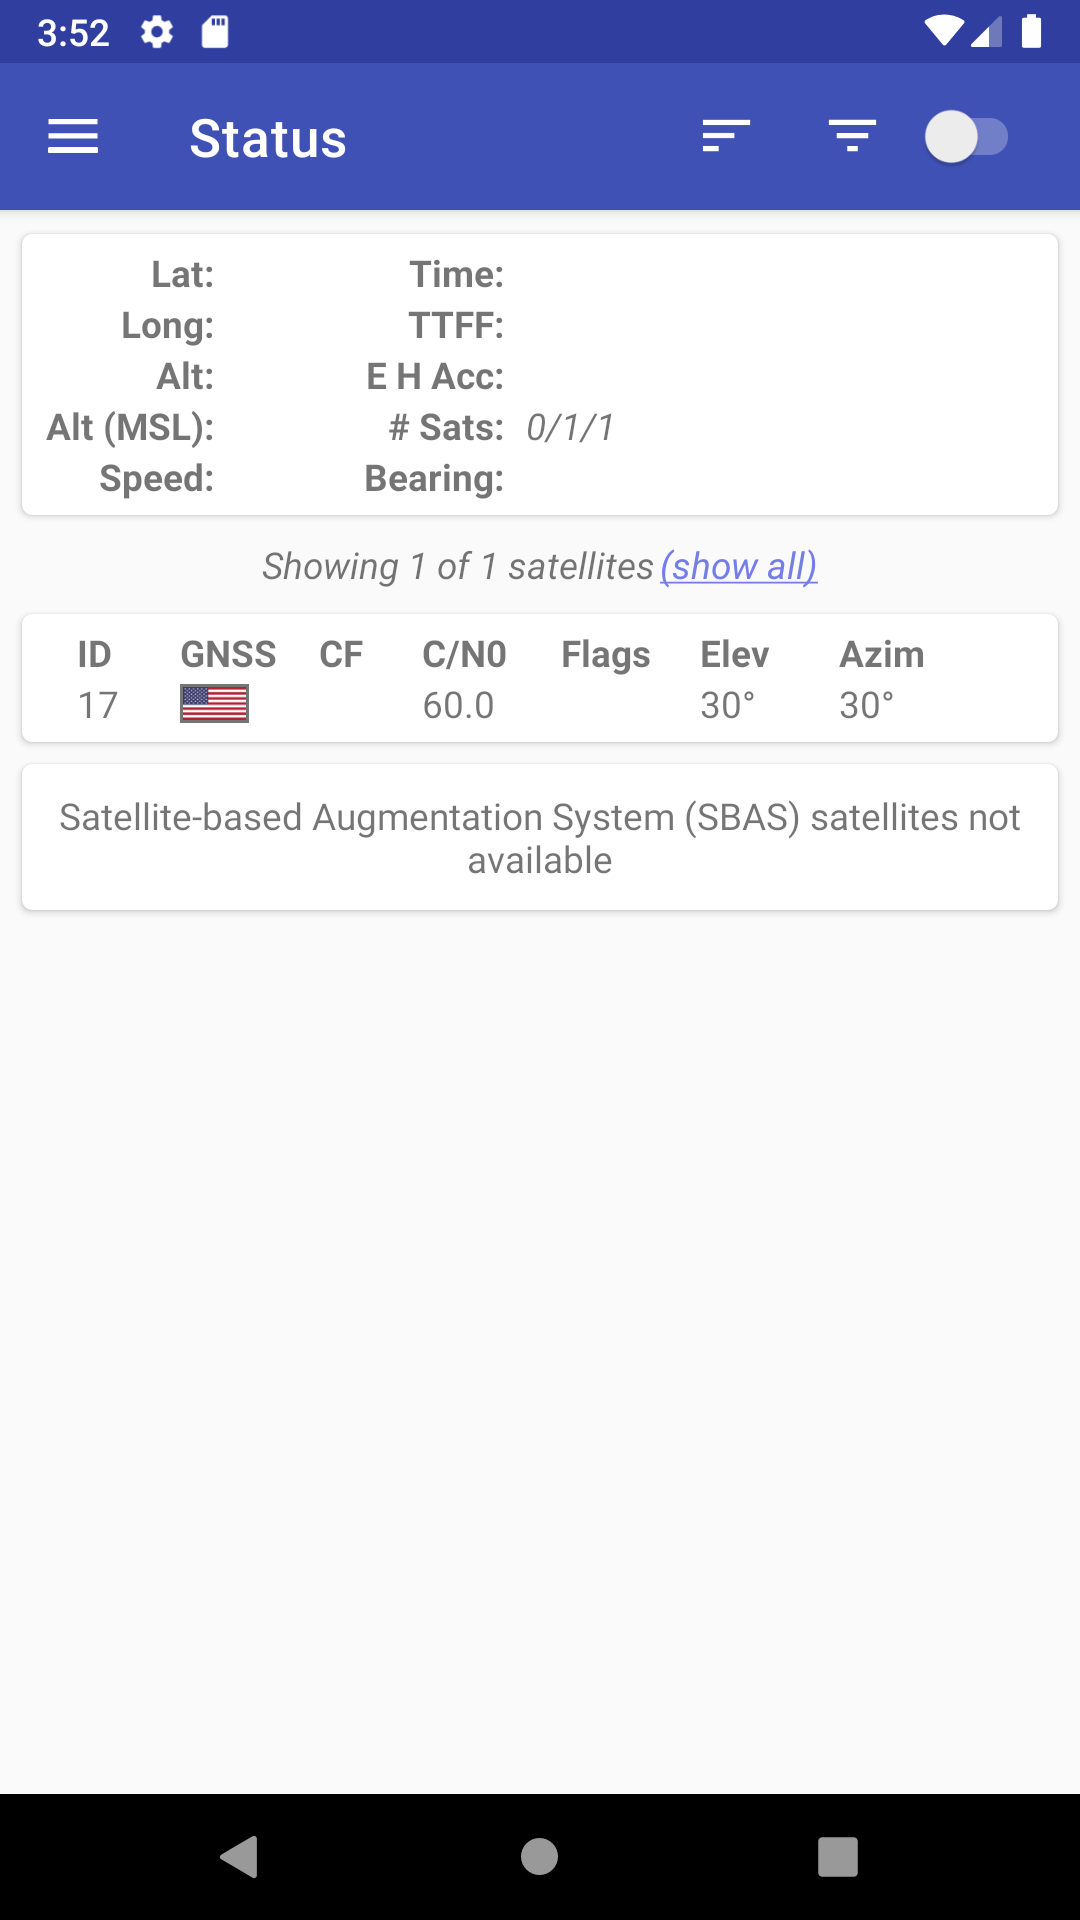 3:52
Status
Lat: Time:
Long: TTFF:
Alt: E H Acc:
Alt (MSL): # Sats: 0/1/1
Speed: Bearing:
Showing 1 of 1 satellites (show all)
ID GNSS CF C/N0 Flags Elev Azim
17 60.0 30° 30°
Satellite-based Augmentation System (SBAS) satellites not
available